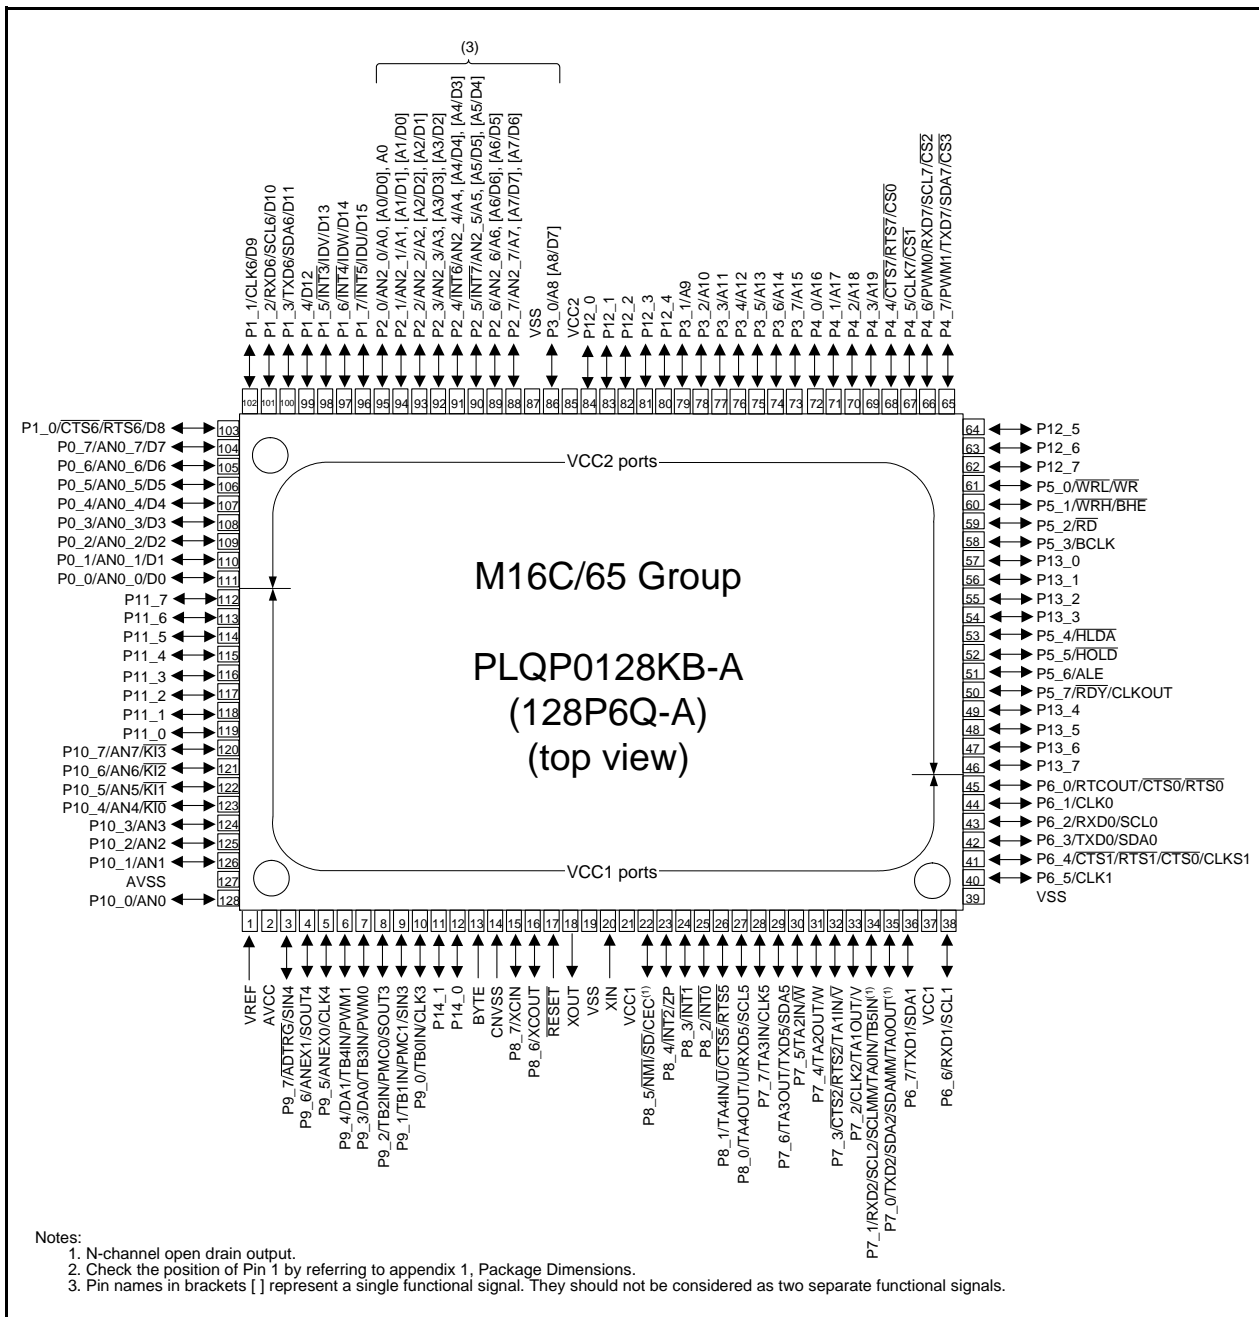 (3)
P1_1/CLK6/D9
P1_2/RXD6/SCL6/D10
P1_3/TXD6/SDA6/D11
P1_4/D12
P1_5/INT3/IDV/D13
P1_6/INT4/IDW/D14
P1_7/INT5/IDU/D15
P2_0/AN2_0/A0, [A0/D0], A0
P2_1/AN2_1/A1, [A1/D1], [A1/D0]
P2_2/AN2_2/A2, [A2/D2], [A2/D1]
P2_3/AN2_3/A3, [A3/D3], [A3/D2]
P2_4/INT6/AN2_4/A4, [A4/D4], [A4/D3]
P2_5/INT7/AN2_5/A5, [A5/D5], [A5/D4]
P2_6/AN2_6/A6, [A6/D6], [A6/D5]
P2_7/AN2_7/A7, [A7/D7], [A7/D6]
VSS
P3_0/A8 [A8/D7]
VCC2
P12_0
P12_1
P12_2
P12_3
P12_4
P3_1/A9
P3_2/A10
P3_3/A11
P3_4/A12
P3_5/A13
P3_6/A14
P3_7/A15
P4_0/A16
P4_1/A17
P4_2/A18
P4_3/A19
P4_4/CTS7/RTS7/CS0
P4_5/CLK7/CS1
P4_6/PWM0/RXD7/SCL7/CS2
P4_7/PWM1/TXD7/SDA7/CS3
102 101 100 99 98 97 96 95 94 93 92 91 90 89 88 87 86 85 84 83 82 81 80 79 78 77 76 75 74 73 72 71 70 69 68 67 66 65
P1_0/CTS6/RTS6/D8 103
P0_7/AN0_7/D7 104
P0_6/AN0_6/D6 105
P0_5/AN0_5/D5 106
P0_4/AN0_4/D4 107
P0_3/AN0_3/D3 108
P0_2/AN0_2/D2 109
P0_1/AN0_1/D1 110
P0_0/AN0_0/D0 111
P11_7 112
P11_6 113
P11_5 114
P11_4 115
P11_3 116
P11_2 117
P11_1 118
P11_0 119
P10_7/AN7/KI3 120
P10_6/AN6/KI2 121
P10_5/AN5/KI1 122
P10_4/AN4/KI0 123
P10_3/AN3 124
P10_2/AN2 125
P10_1/AN1 126
AVSS 127
P10_0/AN0 128
VCC2 ports
M16C/65 Group
PLQP0128KB-A
(128P6Q-A)
(top view)
VCC1 ports
64 P12_5
63 P12_6
62 P12_7
61 P5_0/WRL/WR
60 P5_1/WRH/BHE
59 P5_2/RD
58 P5_3/BCLK
57 P13_0
56 P13_1
55 P13_2
54 P13_3
53 P5_4/HLDA
52 P5_5/HOLD
51 P5_6/ALE
50 P5_7/RDY/CLKOUT
49 P13_4
48 P13_5
47 P13_6
46 P13_7
45 P6_0/RTCOUT/CTS0/RTS0
44 P6_1/CLK0
43 P6_2/RXD0/SCL0
42 P6_3/TXD0/SDA0
41 P6_4/CTS1/RTS1/CTS0/CLKS1
40 P6_5/CLK1
39 VSS
1 2 3 4 5 6 7 8 9 10 11 12 13 14 15 16 17 18 19 20 21 22 23 24 25 26 27 28 29 30 31 32 33 34 35 36 37 38
VREF
AVCC
P9_7/ADTRG/SIN4
P9_6/ANEX1/SOUT4
P9_5/ANEX0/CLK4
P9_4/DA1/TB4IN/PWM1
P9_3/DA0/TB3IN/PWM0
P9_2/TB2IN/PMC0/SOUT3
P9_1/TB1IN/PMC1/SIN3
P9_0/TB0IN/CLK3
P14_1
P14_0
BYTE
CNVSS
P8_7/XCIN
P8_6/XCOUT
RESET
XOUT
VSS
XIN
VCC1
P8_5/NMI/SD/CEC(1)
P8_4/INT2/ZP
P8_3/INT1
P8_2/INT0
P8_1/TA4IN/U/CTS5/RTS5
P8_0/TA4OUT/U/RXD5/SCL5
P7_7/TA3IN/CLK5
P7_6/TA3OUT/TXD5/SDA5
P7_5/TA2IN/W
P7_4/TA2OUT/W
P7_3/CTS2/RTS2/TA1IN/V
P7_2/CLK2/TA1OUT/V
P7_1/RXD2/SCL2/SCLMM/TA0IN/TB5IN(1)
P7_0/TXD2/SDA2/SDAMM/TA0OUT(1)
P6_7/TXD1/SDA1
VCC1
P6_6/RXD1/SCL1
Notes:
1. N-channel open drain output.
2. Check the position of Pin 1 by referring to appendix 1, Package Dimensions.
3. Pin names in brackets [ ] represent a single functional signal. They should not be considered as two separate functional signals.